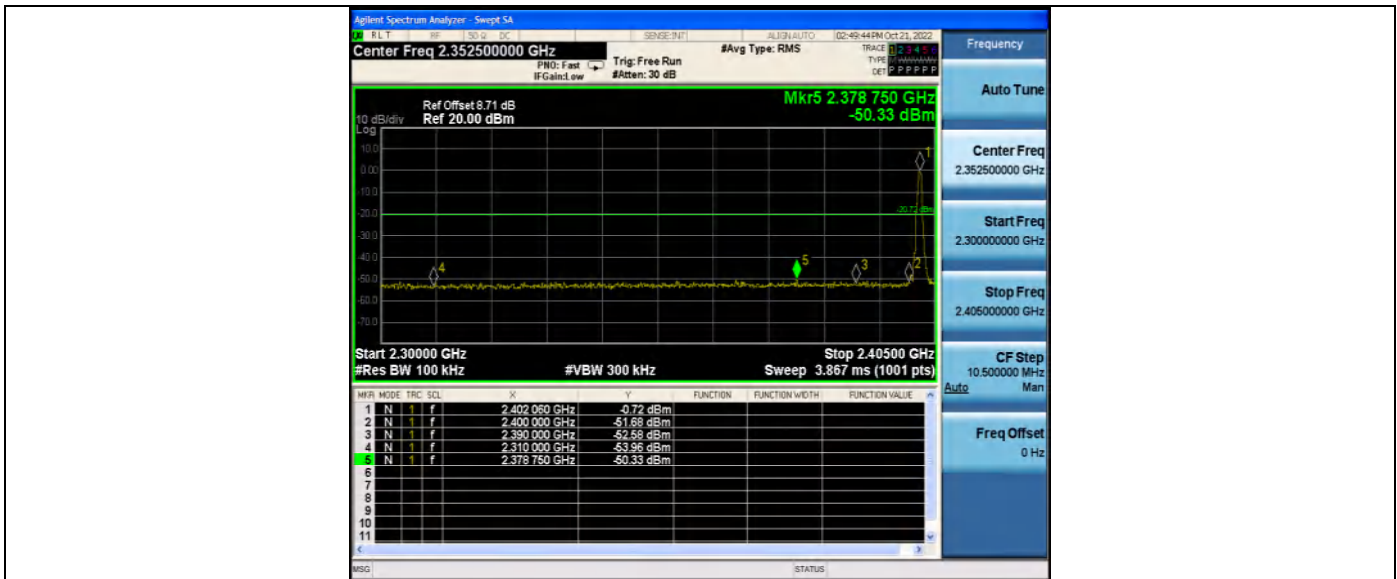 Agilent Spectrum Analyzer - Swept SA
RLT RF 50 Ω DC SENSE:INT ALIGN AUTO 02:49:44 PM Oct 21, 2022
Center Freq 2.352500000 GHz
PNO: Fast
IFGain:Low
Trig: Free Run
#Atten: 30 dB
#Avg Type: RMS
TRACE 1 2 3 4 5 6
TYPE
DET P P P P P P
Mkr5 2.378 750 GHz
-50.33 dBm
Ref Offset 8.71 dB
10 dB/div Ref 20.00 dBm
Log
10.0
0.00
-10.0
-20.0
-30.0
-40.0
-50.0
-60.0
-70.0
-20.72 dBm
1
2
3
4
5
Start 2.30000 GHz Stop 2.40500 GHz
#Res BW 100 kHz #VBW 300 kHz Sweep 3.867 ms (1001 pts)
MKR MODE TRC SCL X Y FUNCTION FUNCTION WIDTH FUNCTION VALUE
1 N 1 f 2.402 060 GHz -0.72 dBm
2 N 1 f 2.400 000 GHz -51.68 dBm
3 N 1 f 2.390 000 GHz -52.58 dBm
4 N 1 f 2.310 000 GHz -53.96 dBm
5 N 1 f 2.378 750 GHz -50.33 dBm
6
7
8
9
10
11
MSG STATUS
Frequency
Auto Tune
Center Freq
2.352500000 GHz
Start Freq
2.300000000 GHz
Stop Freq
2.405000000 GHz
CF Step
10.500000 MHz
Auto Man
Freq Offset
0 Hz